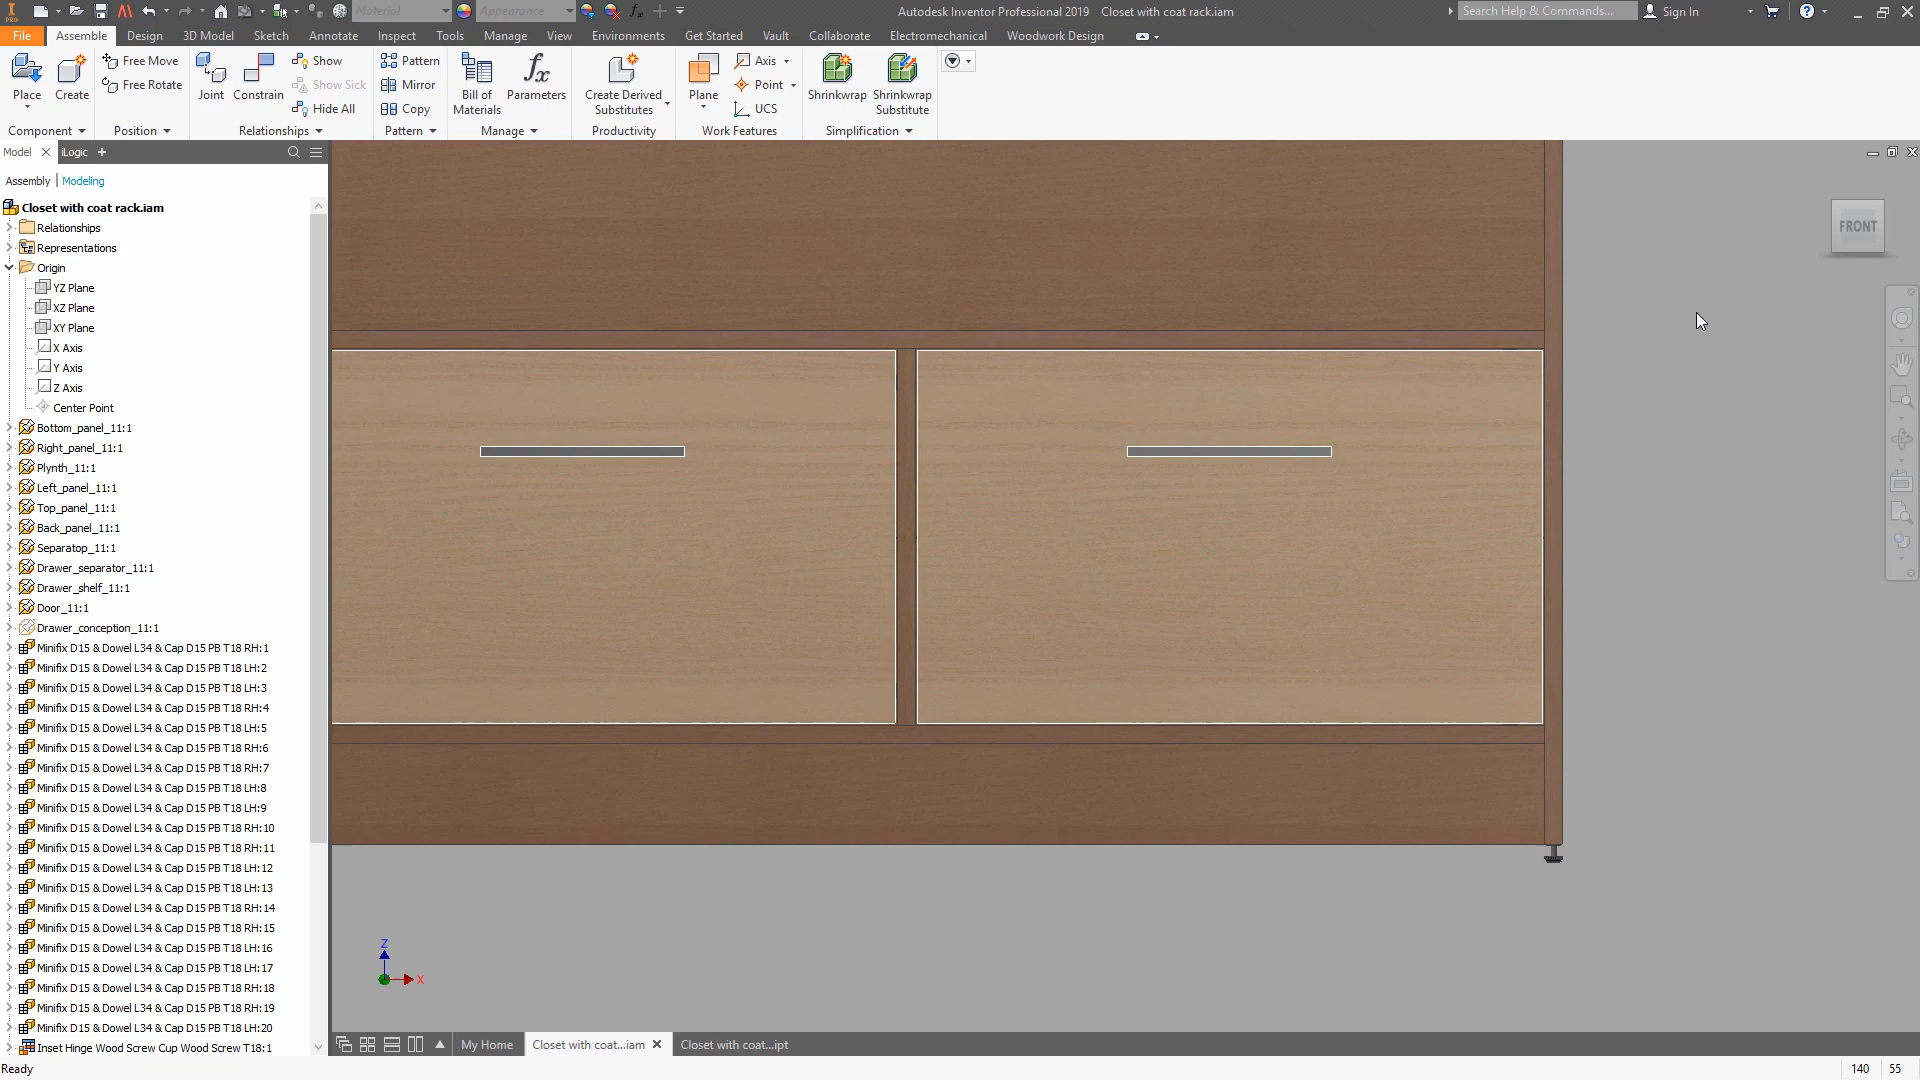 PRO
Material
Appearance
Autodesk Inventor Professional 2019 Closet with coat rack.iam
Search Help & Commands...
Sign In
File
Assemble
Design
3D Model
Sketch
Annotate
Inspect
Tools
Manage
View
Environments
Get Started
Vault
Collaborate
Electromechanical
Woodwork Design
Place
Create
Free Move
Free Rotate
Joint
Constrain
Show
Show Sick
Hide All
Pattern
Mirror
Copy
Bill of
Materials
Parameters
Create Derived
Substitutes
Plane
Axis
Point
UCS
Shrinkwrap
Shrinkwrap
Substitute
Component
Position
Relationships
Pattern
Manage
Productivity
Work Features
Simplification
Model
iLogic
Assembly
Modeling
Closet with coat rack.iam
Relationships
Representations
Origin
YZ Plane
XZ Plane
XY Plane
X Axis
Y Axis
Z Axis
Center Point
Bottom_panel_11:1
Right_panel_11:1
Plynth_11:1
Left_panel_11:1
Top_panel_11:1
Back_panel_11:1
Separatop_11:1
Drawer_separator_11:1
Drawer_shelf_11:1
Door_11:1
Drawer_conception_11:1
Minifix D15 & Dowel L34 & Cap D15 PB T18 RH:1
Minifix D15 & Dowel L34 & Cap D15 PB T18 LH:2
Minifix D15 & Dowel L34 & Cap D15 PB T18 LH:3
Minifix D15 & Dowel L34 & Cap D15 PB T18 RH:4
Minifix D15 & Dowel L34 & Cap D15 PB T18 LH:5
Minifix D15 & Dowel L34 & Cap D15 PB T18 RH:6
Minifix D15 & Dowel L34 & Cap D15 PB T18 RH:7
Minifix D15 & Dowel L34 & Cap D15 PB T18 LH:8
Minifix D15 & Dowel L34 & Cap D15 PB T18 LH:9
Minifix D15 & Dowel L34 & Cap D15 PB T18 RH:10
Minifix D15 & Dowel L34 & Cap D15 PB T18 RH:11
Minifix D15 & Dowel L34 & Cap D15 PB T18 LH:12
Minifix D15 & Dowel L34 & Cap D15 PB T18 LH:13
Minifix D15 & Dowel L34 & Cap D15 PB T18 RH:14
Minifix D15 & Dowel L34 & Cap D15 PB T18 RH:15
Minifix D15 & Dowel L34 & Cap D15 PB T18 LH:16
Minifix D15 & Dowel L34 & Cap D15 PB T18 LH:17
Minifix D15 & Dowel L34 & Cap D15 PB T18 RH:18
Minifix D15 & Dowel L34 & Cap D15 PB T18 RH:19
Minifix D15 & Dowel L34 & Cap D15 PB T18 LH:20
Inset Hinge Wood Screw Cup Wood Screw T18:1
FRONT
Z
X
My Home
Closet with coat...iam
Closet with coat...ipt
Ready
140
55